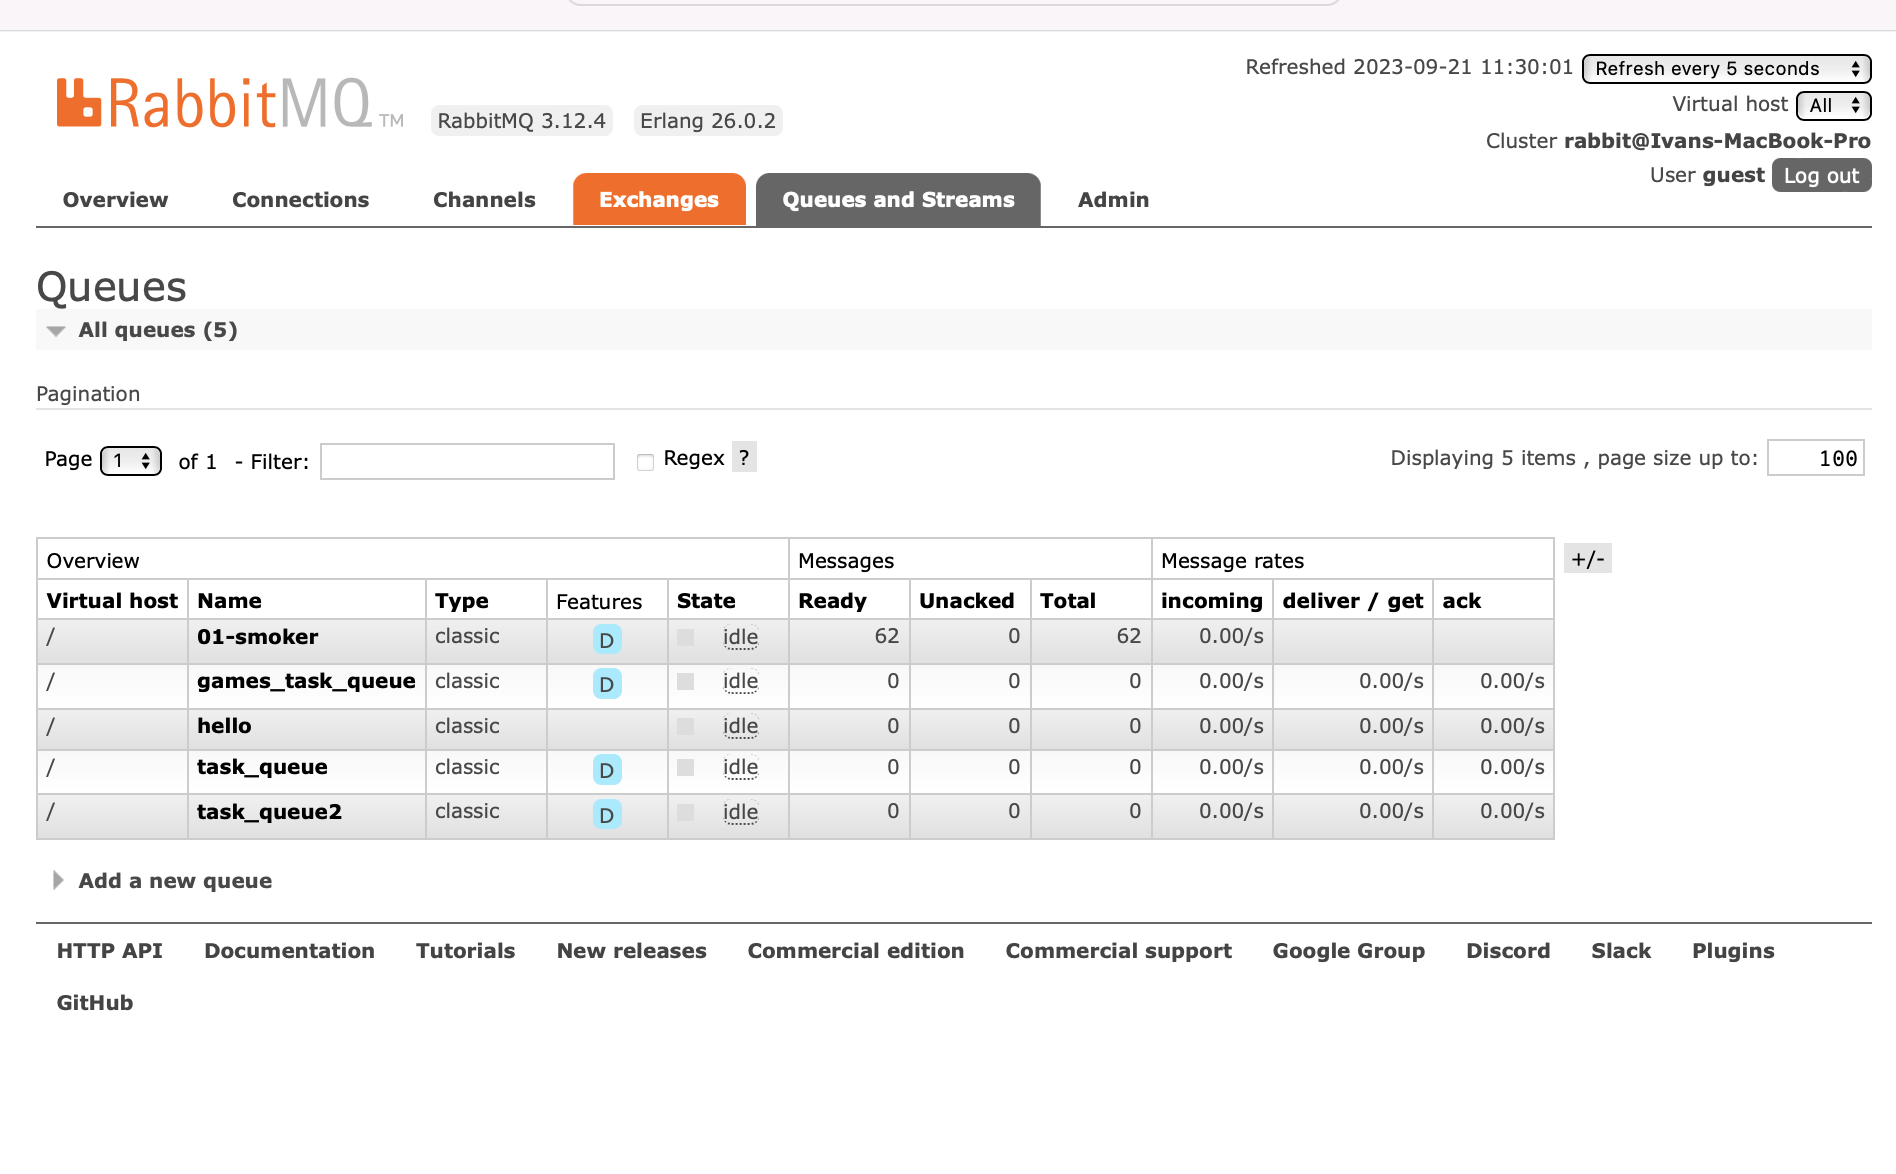 Refreshed 2023-09-21 11:30:01 Refresh every 5 seconds
Virtual host All
RabbitMQ TM RabbitMQ 3.12.4 Erlang 26.0.2
Cluster rabbit@Ivans-MacBook-Pro
User guest Log out
Overview Connections Channels Exchanges Queues and Streams Admin
Queues
All queues (5)
Pagination
Page 1 of 1 - Filter: Regex ? Displaying 5 items , page size up to: 100
Overview Messages Message rates +/-
Virtual host Name Type Features State Ready Unacked Total incoming deliver / get ack
/ 01-smoker classic D idle 62 0 62 0.00/s
/ games_task_queue classic D idle 0 0 0 0.00/s 0.00/s 0.00/s
/ hello classic idle 0 0 0 0.00/s 0.00/s 0.00/s
/ task_queue classic D idle 0 0 0 0.00/s 0.00/s 0.00/s
/ task_queue2 classic D idle 0 0 0 0.00/s 0.00/s 0.00/s
Add a new queue
HTTP API Documentation Tutorials New releases Commercial edition Commercial support Google Group Discord Slack Plugins
GitHub